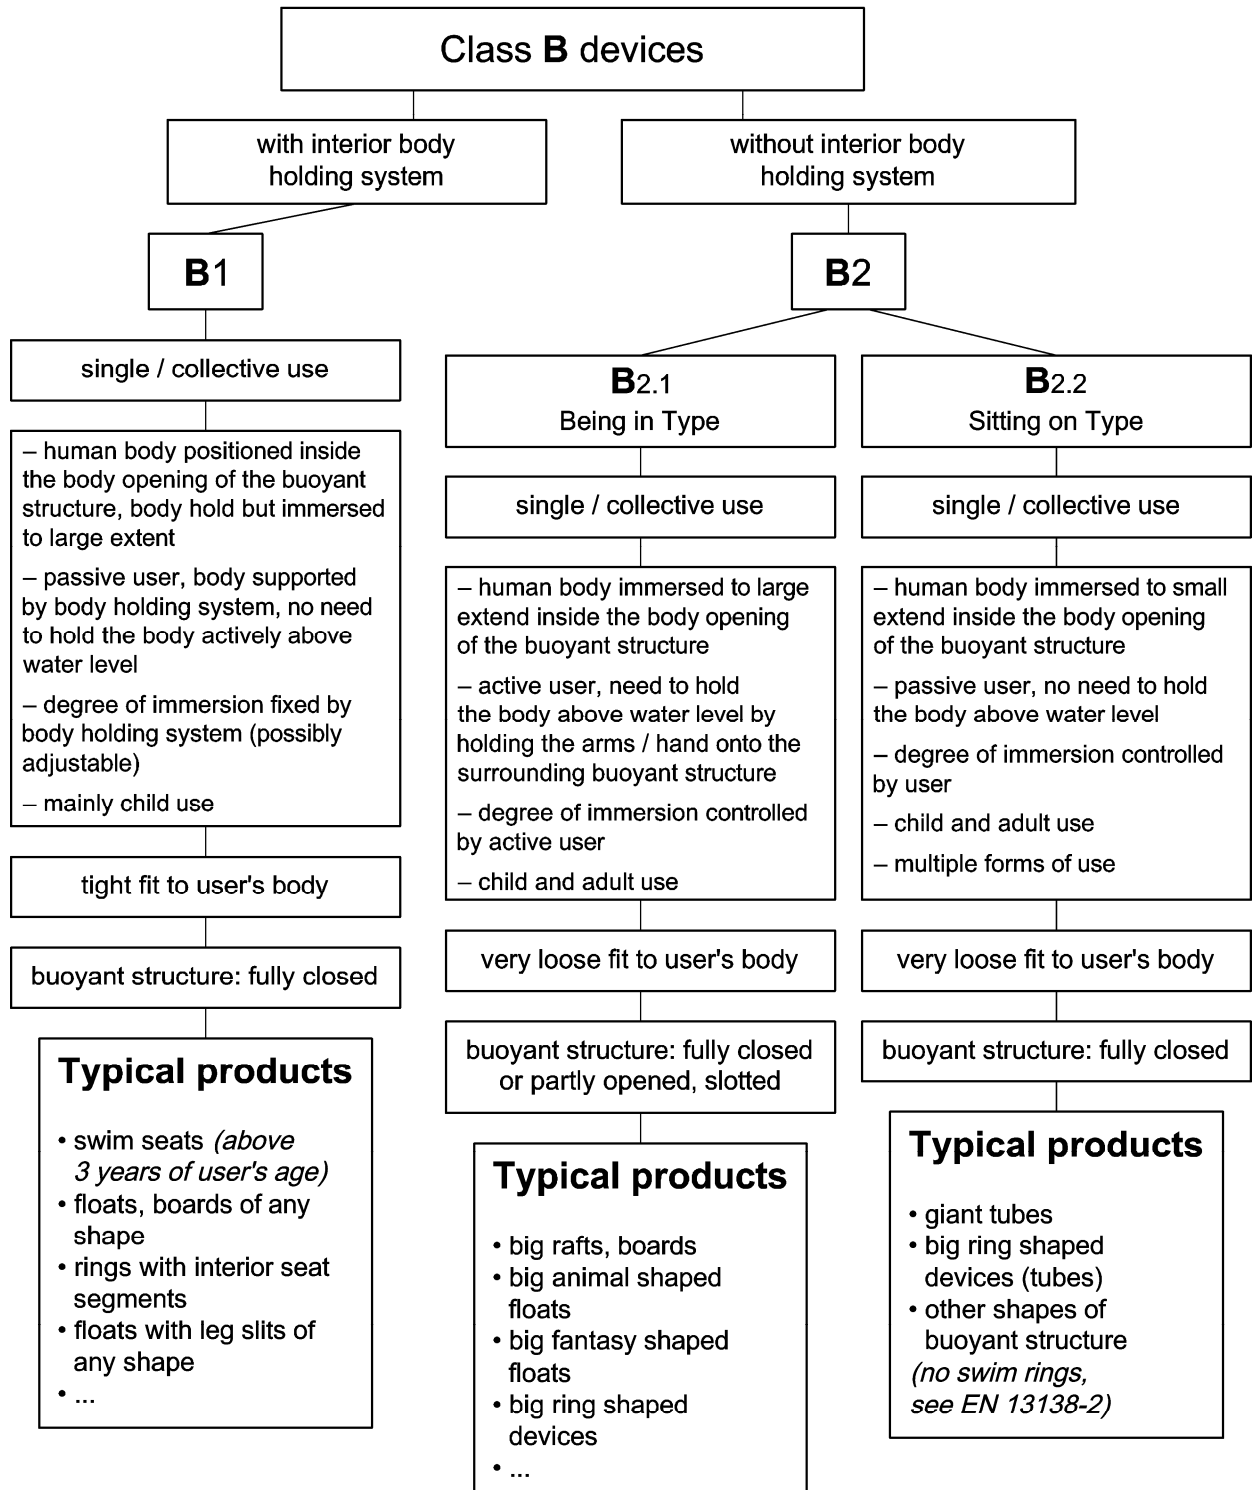 Class B devices
with interior body
holding system
without interior body
holding system
B1
B2
single / collective use
– human body positioned inside
the body opening of the buoyant
structure, body hold but immersed
to large extent
– passive user, body supported
by body holding system, no need
to hold the body actively above
water level
– degree of immersion fixed by
body holding system (possibly
adjustable)
– mainly child use
tight fit to user's body
buoyant structure: fully closed
Typical products
• swim seats (above
3 years of user's age)
• floats, boards of any
shape
• rings with interior seat
segments
• floats with leg slits of
any shape
• ...
B2.1
Being in Type
single / collective use
– human body immersed to large
extend inside the body opening
of the buoyant structure
– active user, need to hold
the body above water level by
holding the arms / hand onto the
surrounding buoyant structure
– degree of immersion controlled
by active user
– child and adult use
very loose fit to user's body
buoyant structure: fully closed
or partly opened, slotted
Typical products
• big rafts, boards
• big animal shaped
floats
• big fantasy shaped
floats
• big ring shaped
devices
• ...
B2.2
Sitting on Type
single / collective use
– human body immersed to small
extend inside the body opening
of the buoyant structure
– passive user, no need to hold
the body above water level
– degree of immersion controlled
by user
– child and adult use
– multiple forms of use
very loose fit to user's body
buoyant structure: fully closed
Typical products
• giant tubes
• big ring shaped
devices (tubes)
• other shapes of
buoyant structure
(no swim rings,
see EN 13138-2)